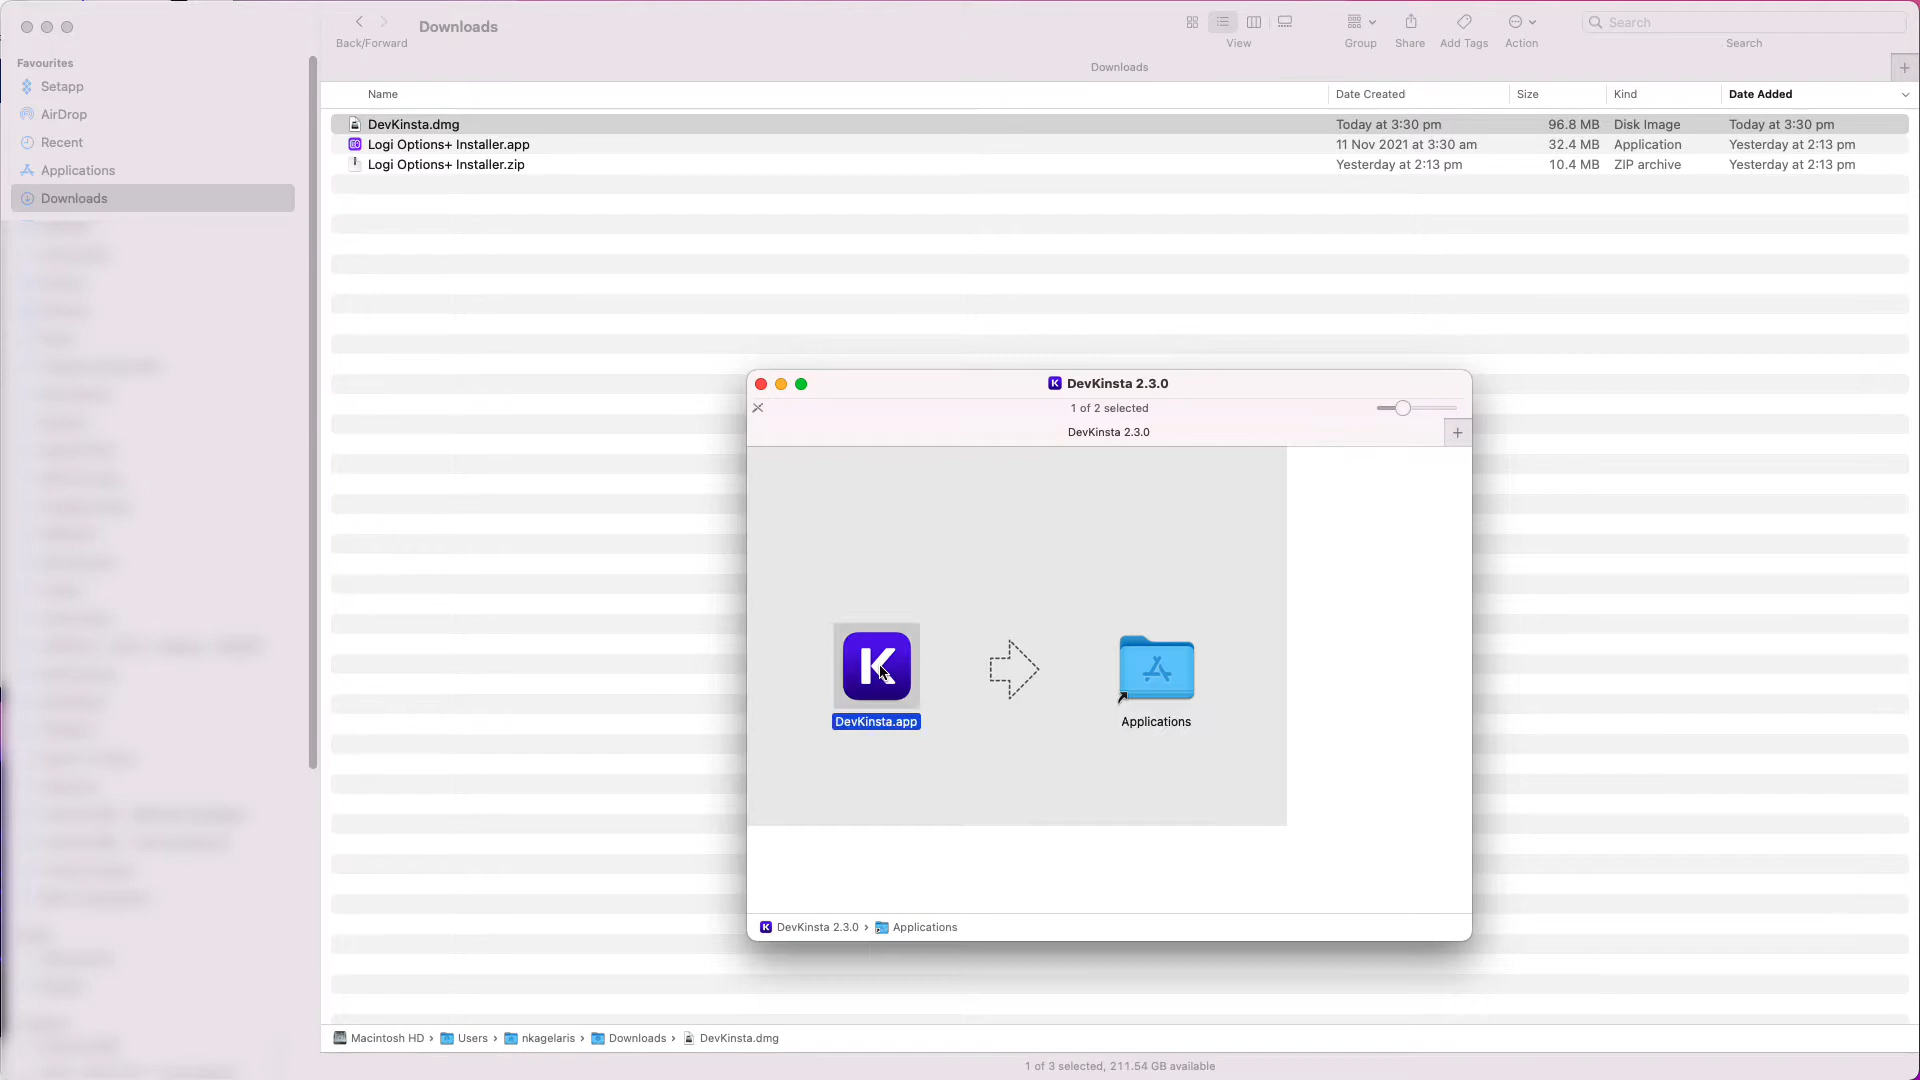 Back/Forward
Downloads
View
Group
Share
Add Tags
Action
Search
Search
Downloads
Favourites
Setapp
AirDrop
Recent
Applications
Downloads
Name Date Created Size Kind Date Added
DevKinsta.dmg Today at 3:30 pm 96.8 MB Disk Image Today at 3:30 pm
Logi Options+ Installer.app 11 Nov 2021 at 3:30 am 32.4 MB Application Yesterday at 2:13 pm
Logi Options+ Installer.zip Yesterday at 2:13 pm 10.4 MB ZIP archive Yesterday at 2:13 pm
DevKinsta 2.3.0
1 of 2 selected
DevKinsta 2.3.0
K
DevKinsta.app
Applications
DevKinsta 2.3.0 › Applications
Macintosh HD › Users › nkagelaris › Downloads › DevKinsta.dmg
1 of 3 selected, 211.54 GB available